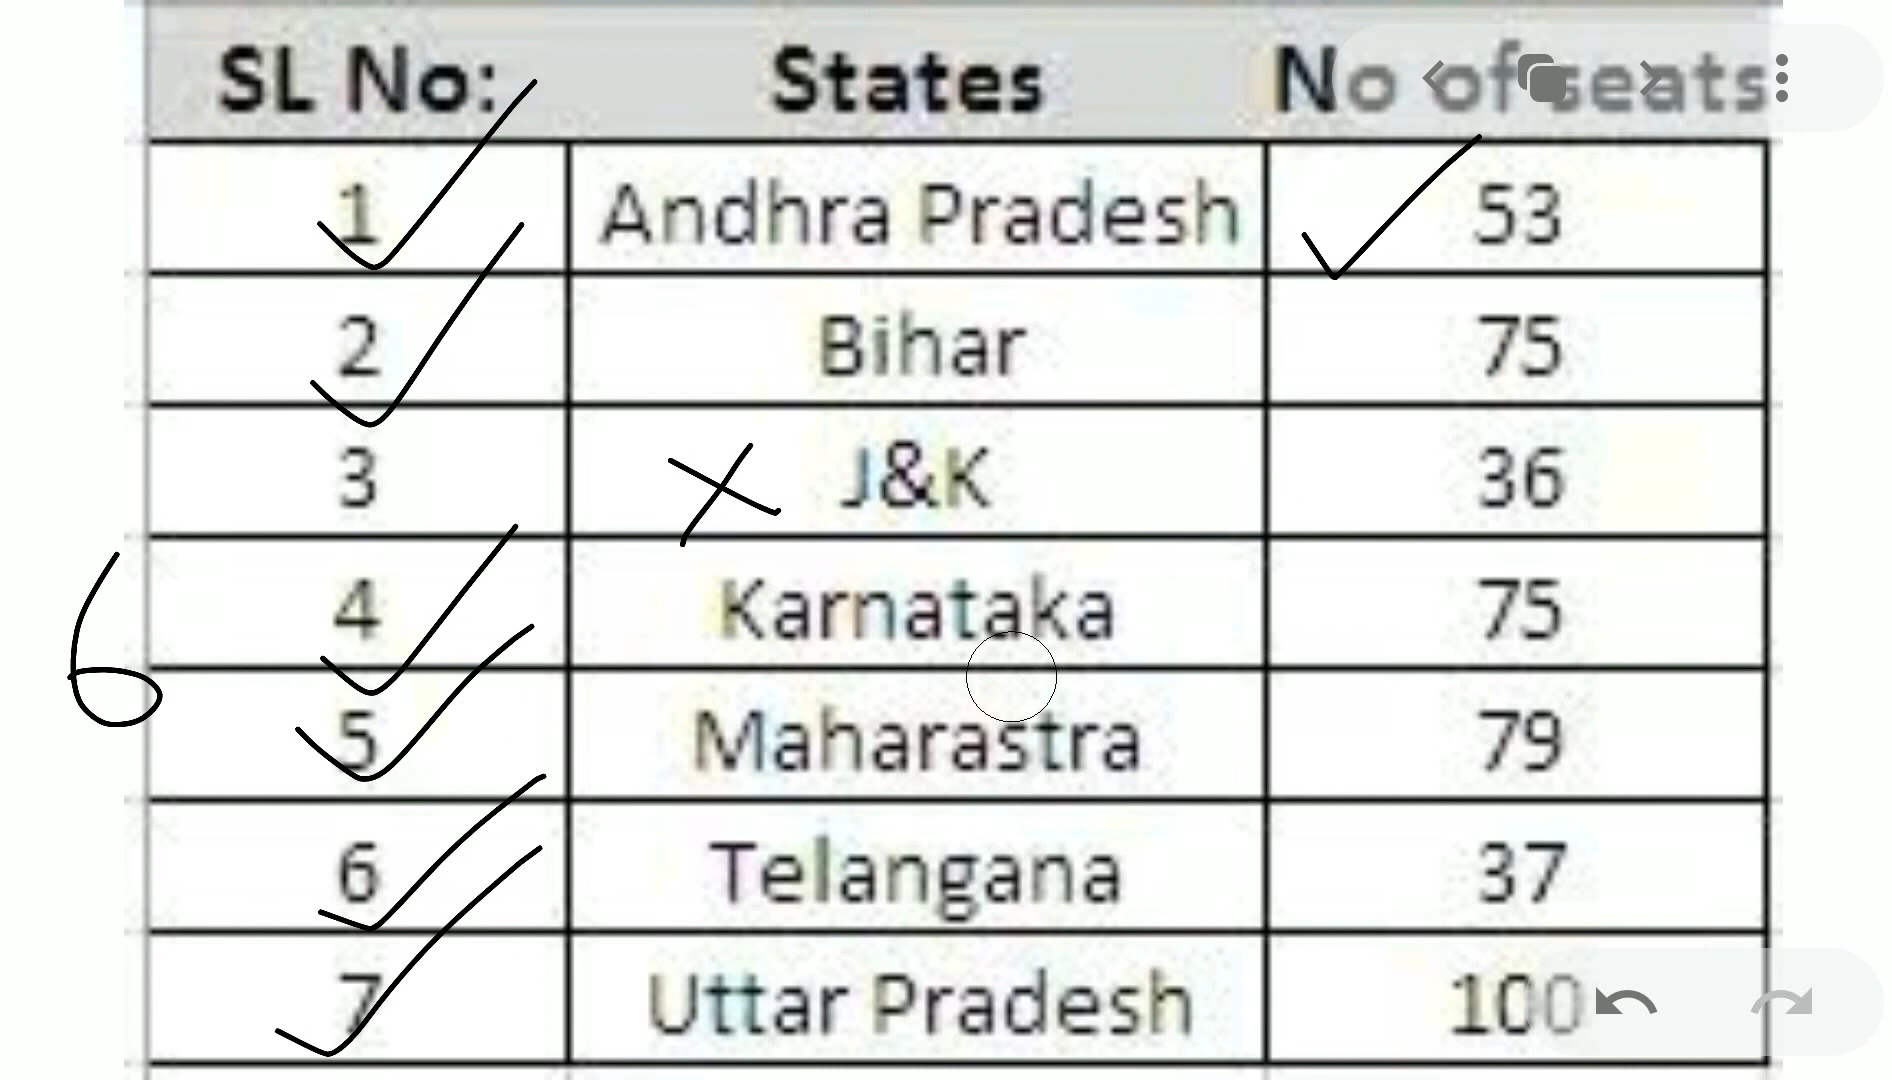 SL No: States No of seats
1 Andhra Pradesh 53
2 Bihar 75
3 J&K 36
4 Karnataka 75
6
5 Maharastra 79
6 Telangana 37
7 Uttar Pradesh 100